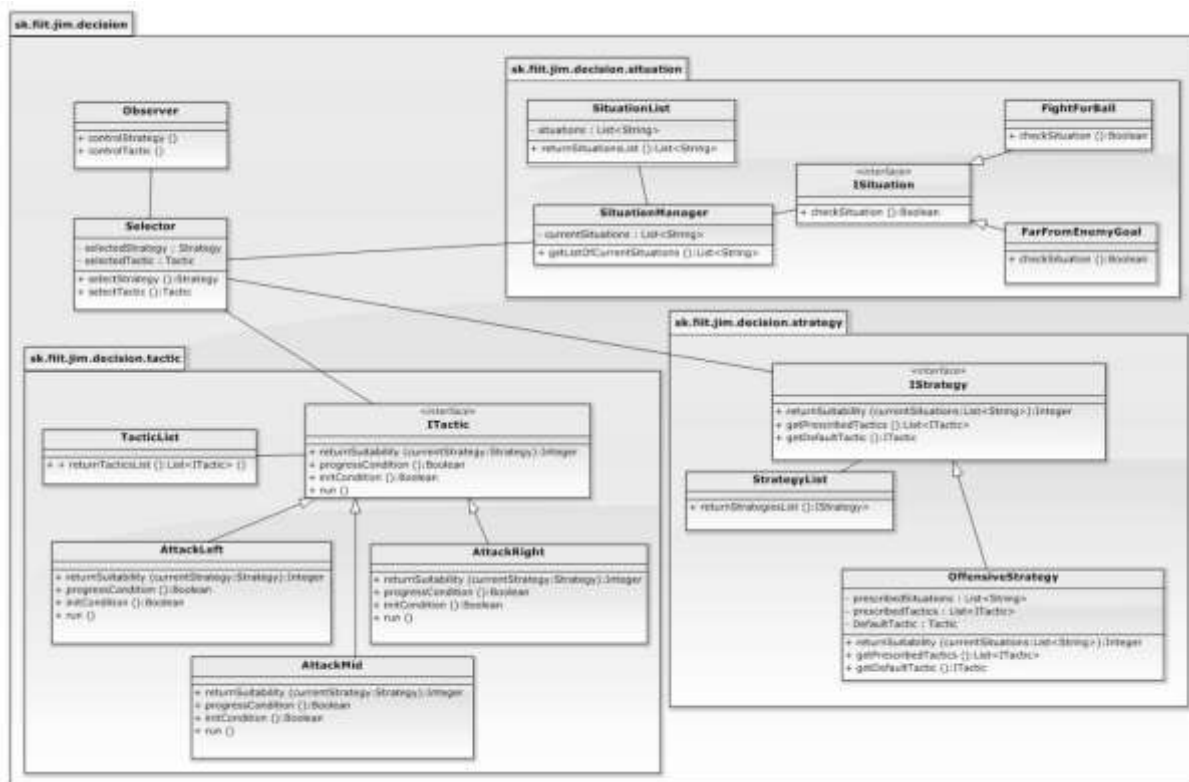 sk.fiit.jim.decision
Observer
+ controlStrategy ()
+ controlTactic ()
Selector
- selectedStrategy : Strategy
- selectedTactic : Tactic
+ selectStrategy ():Strategy
+ selectTactic ():Tactic
sk.fiit.jim.decision.situation
SituationList
- situations : List<String>
+ returnSituationsList ():List<String>
SituationManager
- currentSituations : List<String>
+ getListOfCurrentSituations ():List<String>
<<interface>>
ISituation
+ checkSituation ():Boolean
FightForBall
+ checkSituation ():Boolean
FarFromEnemyGoal
+ checkSituation ():Boolean
sk.fiit.jim.decision.tactic
TacticList
+ + returnTacticsList ():List<ITactic> ()
<<interface>>
ITactic
+ returnSuitability (currentStrategy:Strategy):Integer
+ progressCondition ():Boolean
+ initCondition ():Boolean
+ run ()
AttackLeft
+ returnSuitability (currentStrategy:Strategy):Integer
+ progressCondition ():Boolean
+ initCondition ():Boolean
+ run ()
AttackRight
+ returnSuitability (currentStrategy:Strategy):Integer
+ progressCondition ():Boolean
+ initCondition ():Boolean
+ run ()
AttackMid
+ returnSuitability (currentStrategy:Strategy):Integer
+ progressCondition ():Boolean
+ initCondition ():Boolean
+ run ()
sk.fiit.jim.decision.strategy
<<interface>>
IStrategy
+ returnSuitability (currentSituations:List<String>):Integer
+ getPrescribedTactics ():List<ITactic>
+ getDefaultTactic ():ITactic
StrategyList
+ returnStrategiesList ():IStrategy>
OffensiveStrategy
- prescribedSituations : List<String>
- prescribedTactics : List<ITactic>
- DefaultTactic : Tactic
+ returnSuitability (currentSituations:List<String>):Integer
+ getPrescribedTactics ():List<ITactic>
+ getDefaultTactic ():ITactic